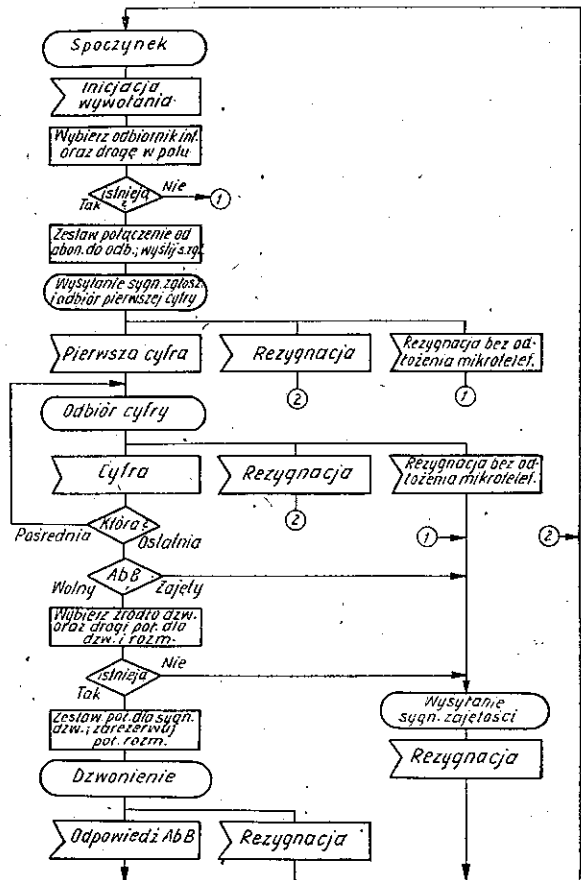 Spoczynek
Inicjacja
wywołania
Wybierz odbiornik inf.
oraz drogę w polu
istnieją
Nie
1
Tak
Zestaw połączenie od
abon. do odb.; wyślij s.zgł.
Wysyłanie sygn. zgłosz.
i odbiór pierwszej cyfry
Pierwsza cyfra
Rezygnacja
Rezygnacja bez od-
łożenia mikrotelef.
2
1
Odbiór cyfry
Cyfra
Rezygnacja
Rezygnacja bez od-
łożenia mikrotelef.
2
Która
Pośrednia
Ostatnia
1
2
AbB
Wolny
Zajęty
Wybierz źródło dzw.
oraz drogi poł. dla
dzw. i rozm.
istnieją
Nie
Tak
Zestaw poł. dla sygn.
dzw.; zarezerwuj
poł. rozm.
Wysyłanie
sygn. zajętości
Rezygnacja
Dzwonienie
Odpowiedź AbB
Rezygnacja